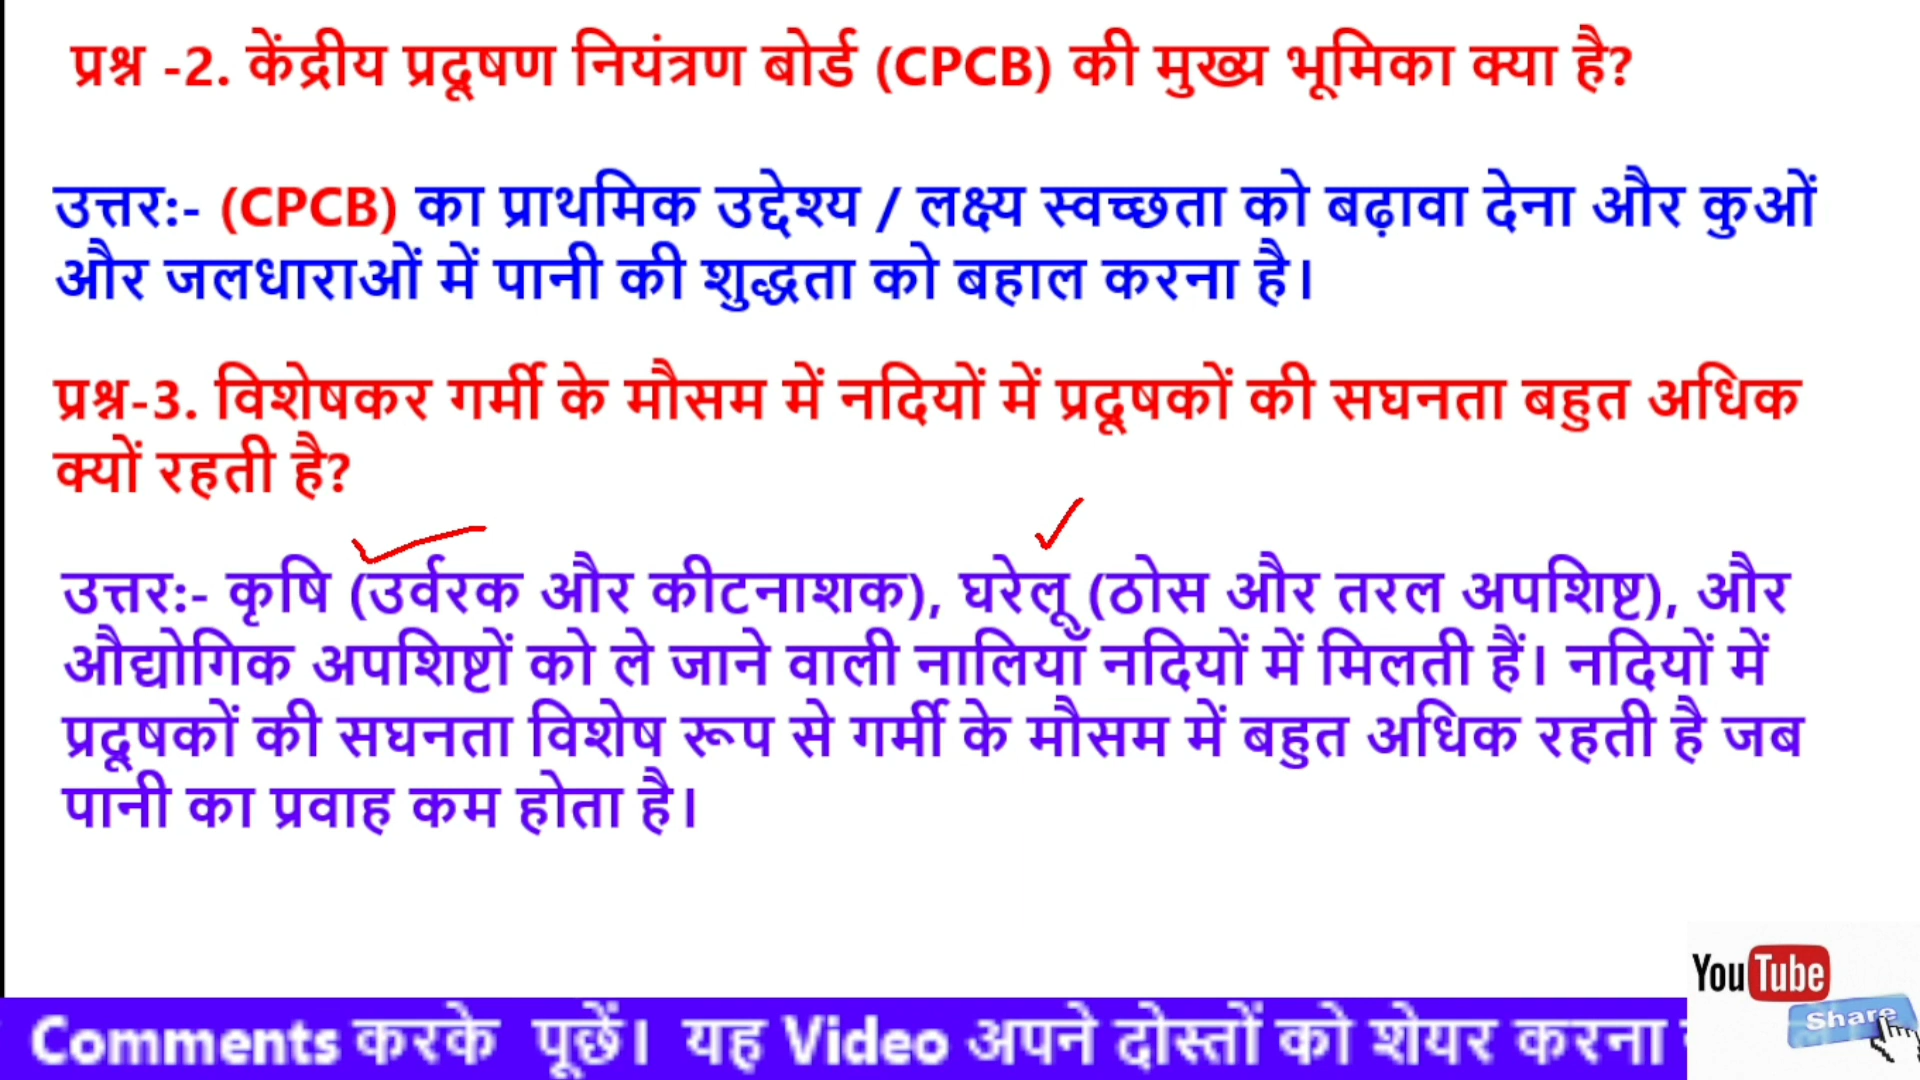 प्रश्न -2. केंद्रीय प्रदूषण नियंत्रण बोर्ड (CPCB) की मुख्य भूमिका क्या है?
उत्तर:- (CPCB) का प्राथमिक उद्देश्य / लक्ष्य स्वच्छता को बढ़ावा देना और कुओं
और जलधाराओं में पानी की शुद्धता को बहाल करना है।
प्रश्न-3. विशेषकर गर्मी के मौसम में नदियों में प्रदूषकों की सघनता बहुत अधिक
क्यों रहती है?
उत्तर:- कृषि (उर्वरक और कीटनाशक), घरेलू (ठोस और तरल अपशिष्ट), और
औद्योगिक अपशिष्टों को ले जाने वाली नालियाँ नदियों में मिलती हैं। नदियों में
प्रदूषकों की सघनता विशेष रूप से गर्मी के मौसम में बहुत अधिक रहती है जब
पानी का प्रवाह कम होता है।
YouTube
Share
Comments करके पूछें। यह Video अपने दोस्तों को शेयर करना